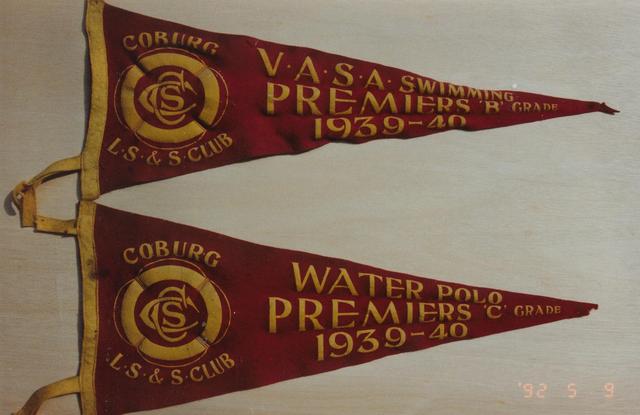 COBURG
CSC
L·S·& S·CLUB
V·A·S·A· SWIMMING
PREMIERS 'B' GRADE
1939-40
COBURG
CSC
L·S·& S·CLUB
WATER POLO
PREMIERS 'C' GRADE
1939-40
'92 5 9